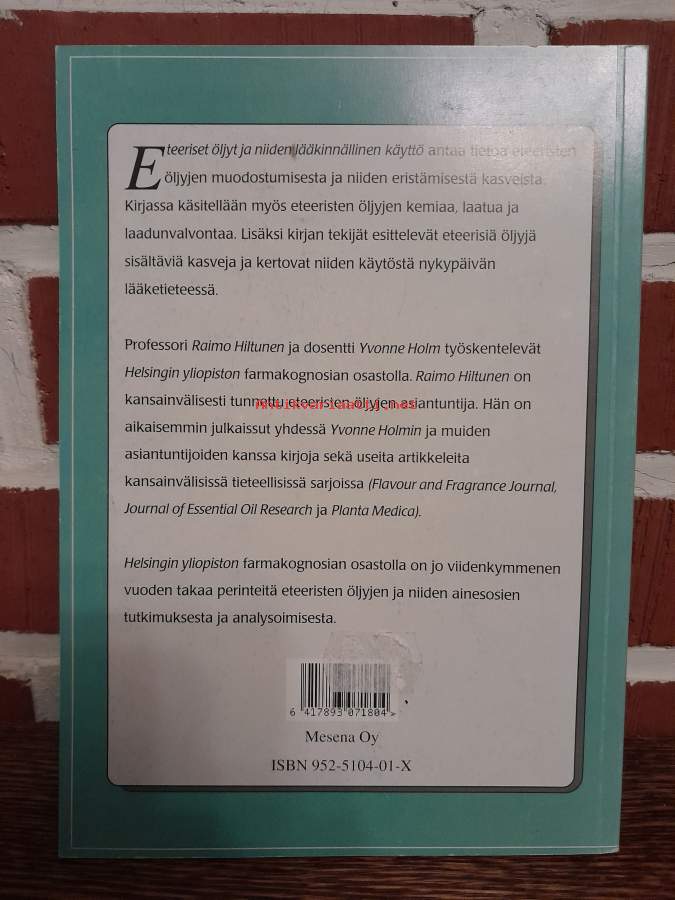 Eteeriset öljyt ja niiden lääkinnällinen käyttö antaa tietoa eteeristen
öljyjen muodostumisesta ja niiden eristämisestä kasveista.
Kirjassa käsitellään myös eteeristen öljyjen kemiaa, laatua ja
laadunvalvontaa. Lisäksi kirjan tekijät esittelevät eteerisiä öljyjä
sisältäviä kasveja ja kertovat niiden käytöstä nykypäivän
lääketieteessä.
Professori Raimo Hiltunen ja dosentti Yvonne Holm työskentelevät
Helsingin yliopiston farmakognosian osastolla. Raimo Hiltunen on
kansainvälisesti tunnettu eteeristen öljyjen asiantuntija. Hän on
Antikvariaatti.net
aikaisemmin julkaissut yhdessä Yvonne Holmin ja muiden
asiantuntijoiden kanssa kirjoja sekä useita artikkeleita
kansainvälisissä tieteellisissä sarjoissa (Flavour and Fragrance Journal,
Journal of Essential Oil Research ja Planta Medica).
Helsingin yliopiston farmakognosian osastolla on jo viidenkymmenen
vuoden takaa perinteitä eteeristen öljyjen ja niiden ainesosien
tutkimuksesta ja analysoimisesta.
6 417893 071804 >
Mesena Oy
ISBN 952-5104-01-X